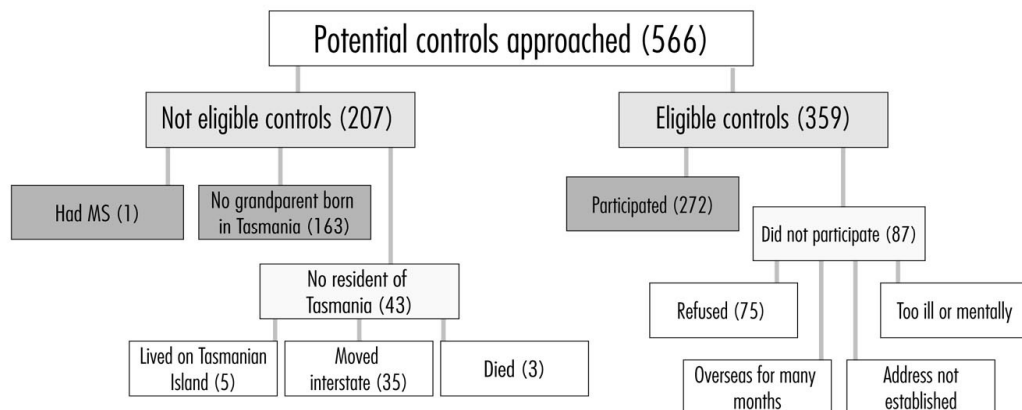 Potential controls approached (566)
Not eligible controls (207)
Eligible controls (359)
Had MS (1)
No grandparent born
in Tasmania (163)
Participated (272)
Did not participate (87)
No resident of
Tasmania (43)
Refused (75)
Too ill or mentally
Lived on Tasmanian
Island (5)
Moved
interstate (35)
Died (3)
Overseas for many
months
Address not
established